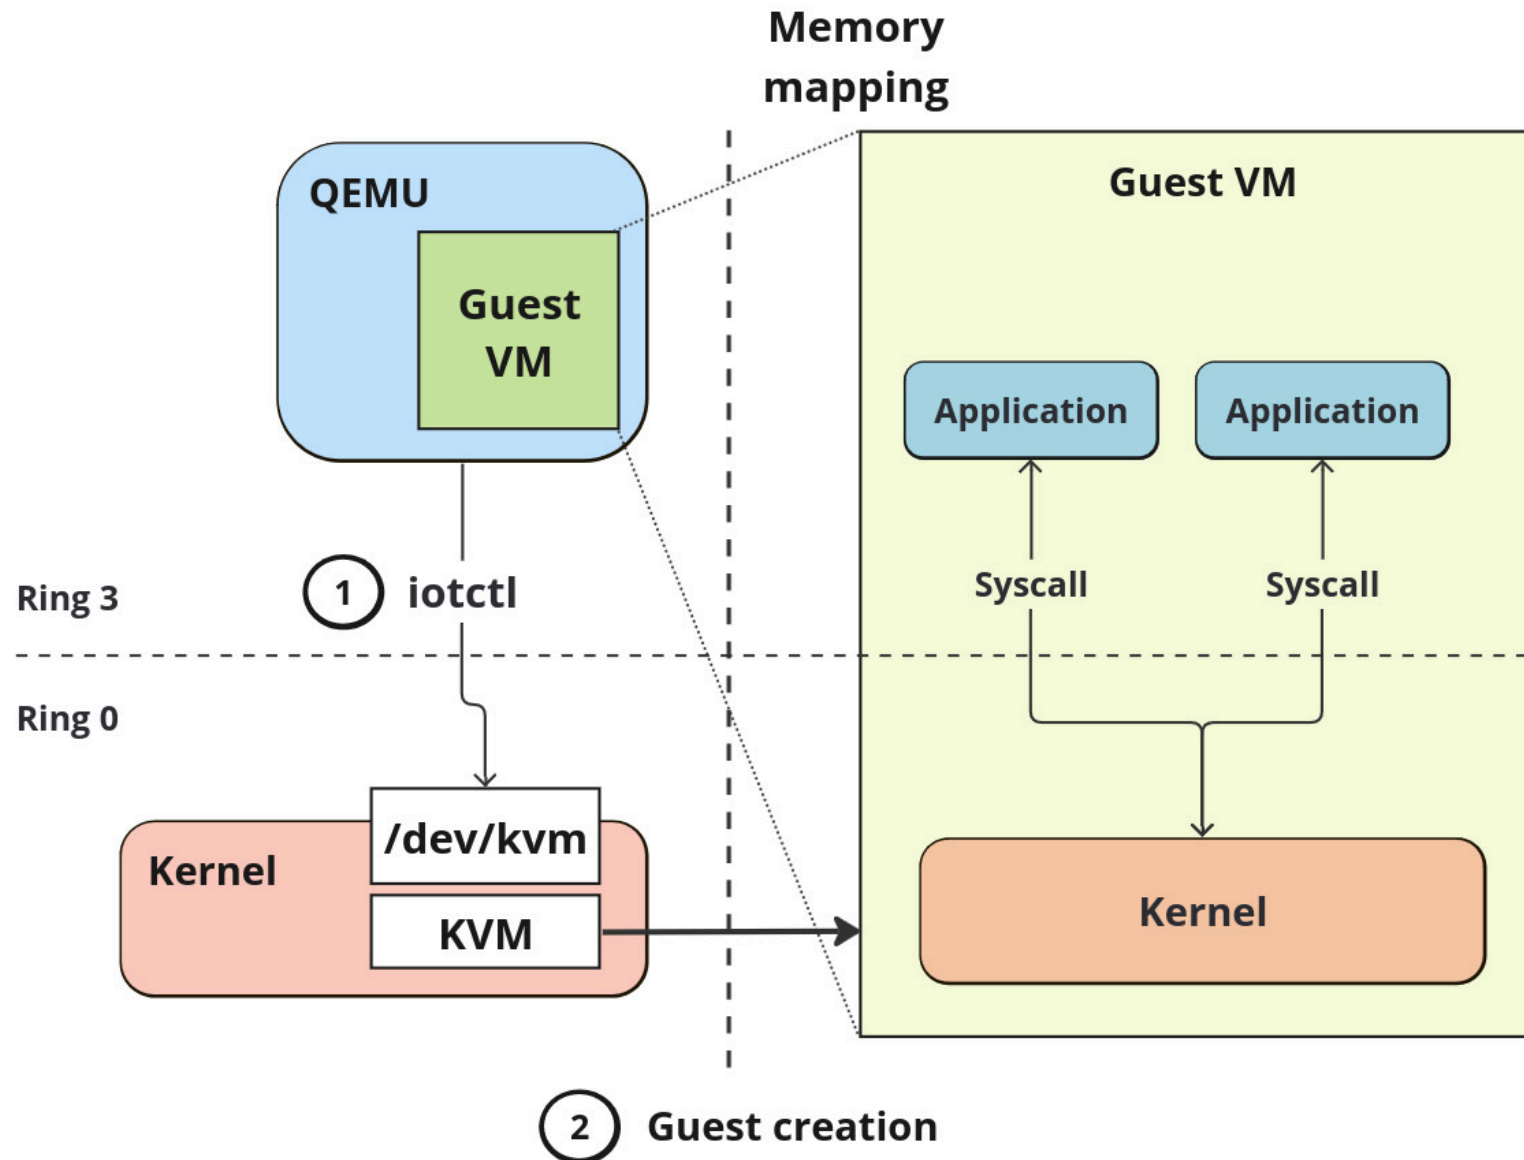 Memory
mapping
QEMU
Guest
VM
Guest VM
Application
Application
1
iotctl
Syscall
Syscall
Ring 3
Ring 0
/dev/kvm
Kernel
KVM
Kernel
2
Guest creation